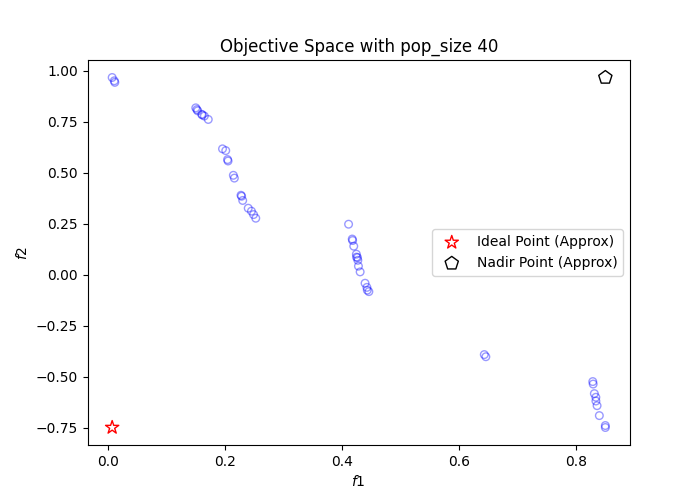 Objective Space with pop_size 40
1.00
0.75
0.50
0.25
0.00
−0.25
−0.50
−0.75
f2
Ideal Point (Approx)
Nadir Point (Approx)
0.0 0.2 0.4 0.6 0.8
f1